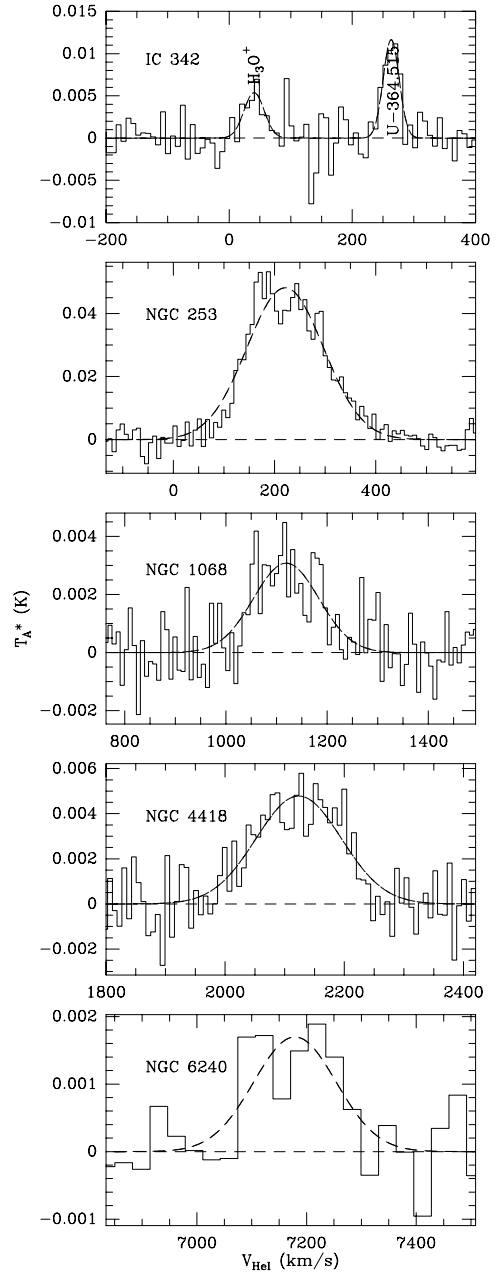 0.015
0.01
0.005
0
−0.005
−0.01
IC 342
H₃O⁺
U−364.515
−200 0 200 400
0.04
0.02
0
NGC 253
0 200 400
0.004
0.002
0
−0.002
NGC 1068
T_A* (K)
800 1000 1200 1400
0.006
0.004
0.002
0
−0.002
NGC 4418
1800 2000 2200 2400
0.002
0.001
0
−0.001
NGC 6240
7000 7200 7400
V_Hel (km/s)